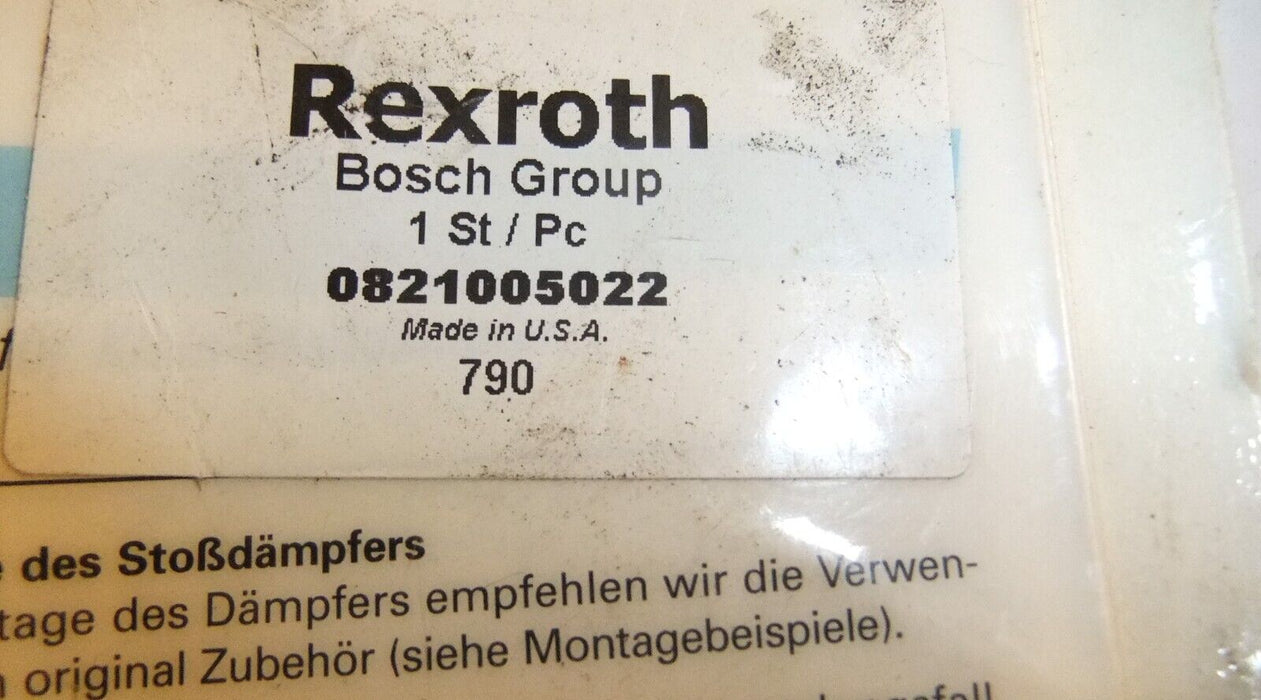 Rexroth
Bosch Group
1 St / Pc
0821005022
Made in U.S.A.
790
des Stoßdämpfers
tage des Dämpfers empfehlen wir die Verwen-
original Zubehör (siehe Montagebeispiele).